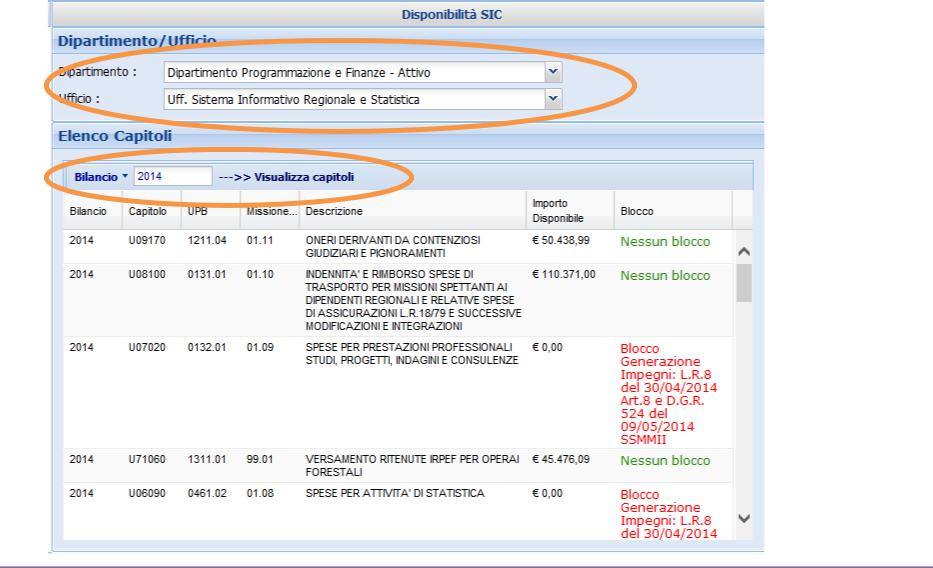 Disponibilità SIC
Dipartimento/Ufficio
Dipartimento : Dipartimento Programmazione e Finanze - Attivo
Ufficio : Uff. Sistema Informativo Regionale e Statistica
Elenco Capitoli
Bilancio 2014 --->> Visualizza capitoli
Bilancio Capitolo UPB Missione... Descrizione Importo Disponibile Blocco
2014 U09170 1211.04 01.11 ONERI DERIVANTI DA CONTENZIOSI € 50.438,99 Nessun blocco
GIUDIZIARI E PIGNORAMENTI
2014 U08100 0131.01 01.10 INDENNITA' E RIMBORSO SPESE DI € 110.371,00 Nessun blocco
TRASPORTO PER MISSIONI SPETTANTI AI
DIPENDENTI REGIONALI E RELATIVE SPESE
DI ASSICURAZIONI L.R.18/79 E SUCCESSIVE
MODIFICAZIONI E INTEGRAZIONI
2014 U07020 0132.01 01.09 SPESE PER PRESTAZIONI PROFESSIONALI € 0,00 Blocco
STUDI, PROGETTI, INDAGINI E CONSULENZE Generazione
Impegni: L.R.8
del 30/04/2014
Art.8 e D.G.R.
524 del
09/05/2014
SSMMII
2014 U71060 1311.01 99.01 VERSAMENTO RITENUTE IRPEF PER OPERAI € 45.476,09 Nessun blocco
FORESTALI
2014 U06090 0461.02 01.08 SPESE PER ATTIVITA' DI STATISTICA € 0,00 Blocco
Generazione
Impegni: L.R.8
del 30/04/2014